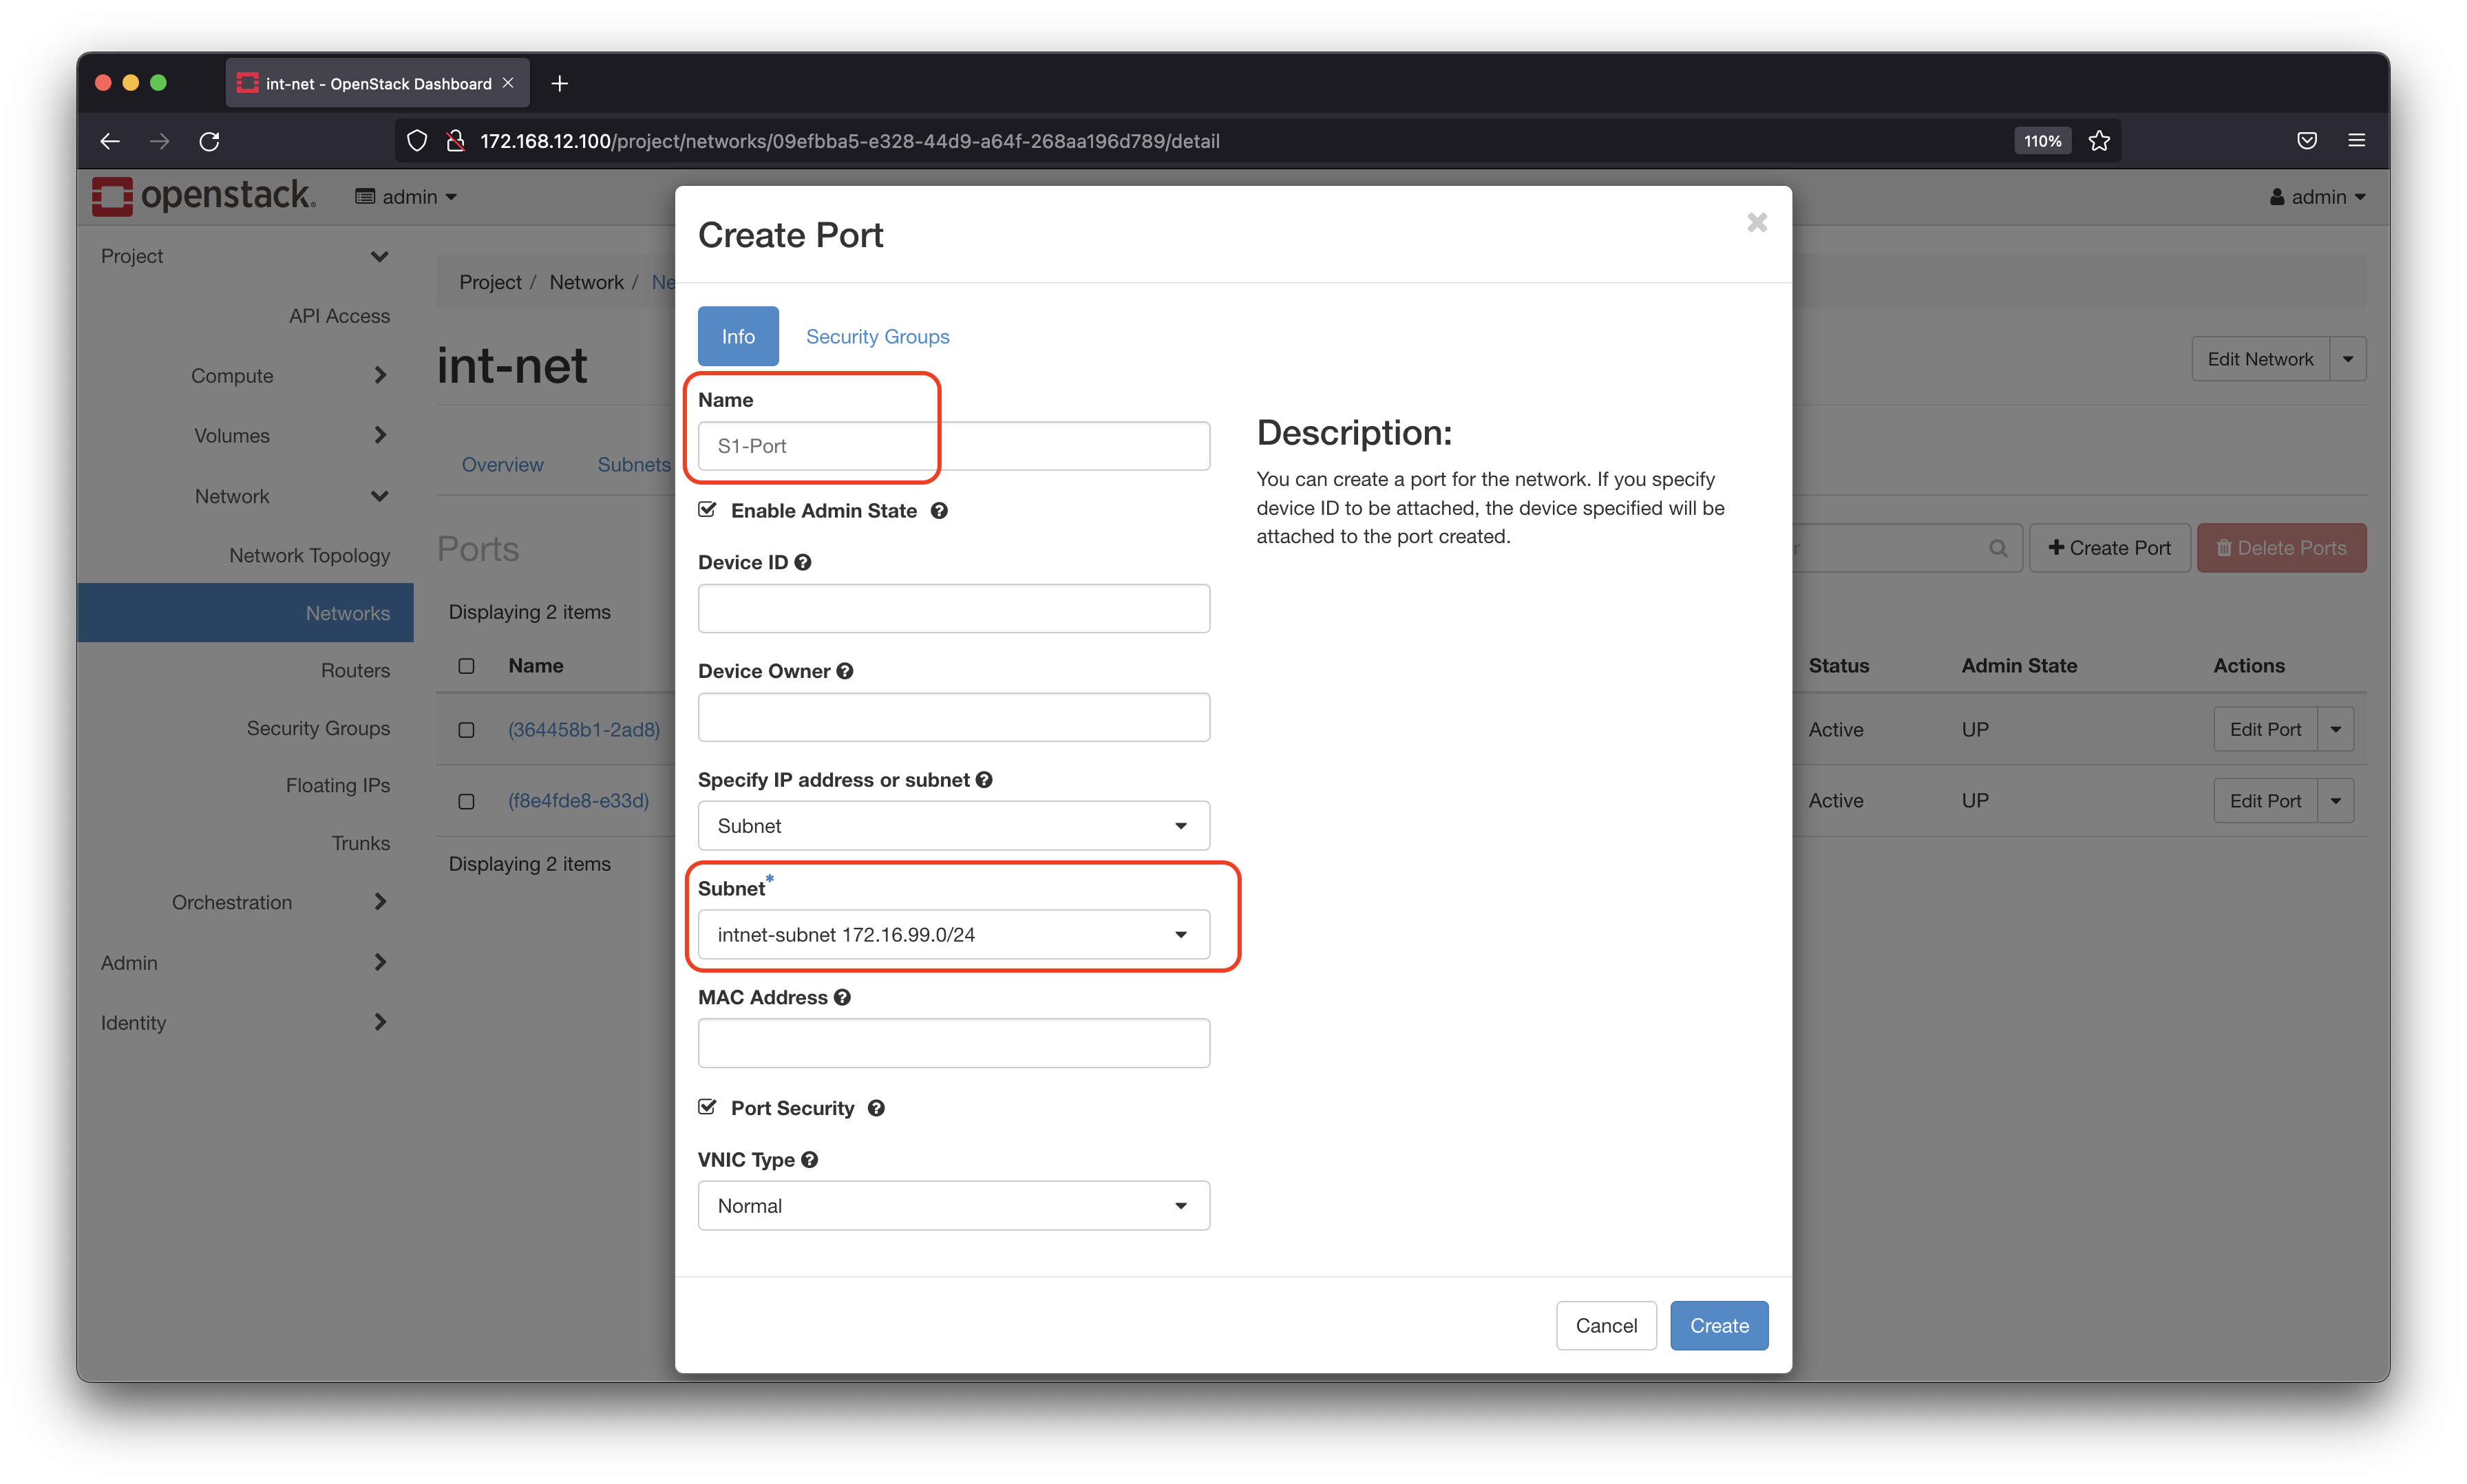 int-net - OpenStack Dashboard
172.168.12.100/project/networks/09efbba5-e328-44d9-a64f-268aa196d789/detail
110%
openstack.
admin
admin
Project
API Access
Compute
Volumes
Network
Network Topology
Networks
Routers
Security Groups
Floating IPs
Trunks
Orchestration
Admin
Identity
Project / Network / Ne
int-net
Edit Network
Overview
Subnets
Ports
r
Create Port
Delete Ports
Displaying 2 items
Name
Status
Admin State
Actions
(364458b1-2ad8)
Active
UP
Edit Port
(f8e4fde8-e33d)
Active
UP
Edit Port
Displaying 2 items
Create Port
Info
Security Groups
Name
S1-Port
Enable Admin State
Device ID
Device Owner
Specify IP address or subnet
Subnet
Subnet*
intnet-subnet 172.16.99.0/24
MAC Address
Port Security
VNIC Type
Normal
Description:
You can create a port for the network. If you specify
device ID to be attached, the device specified will be
attached to the port created.
Cancel
Create